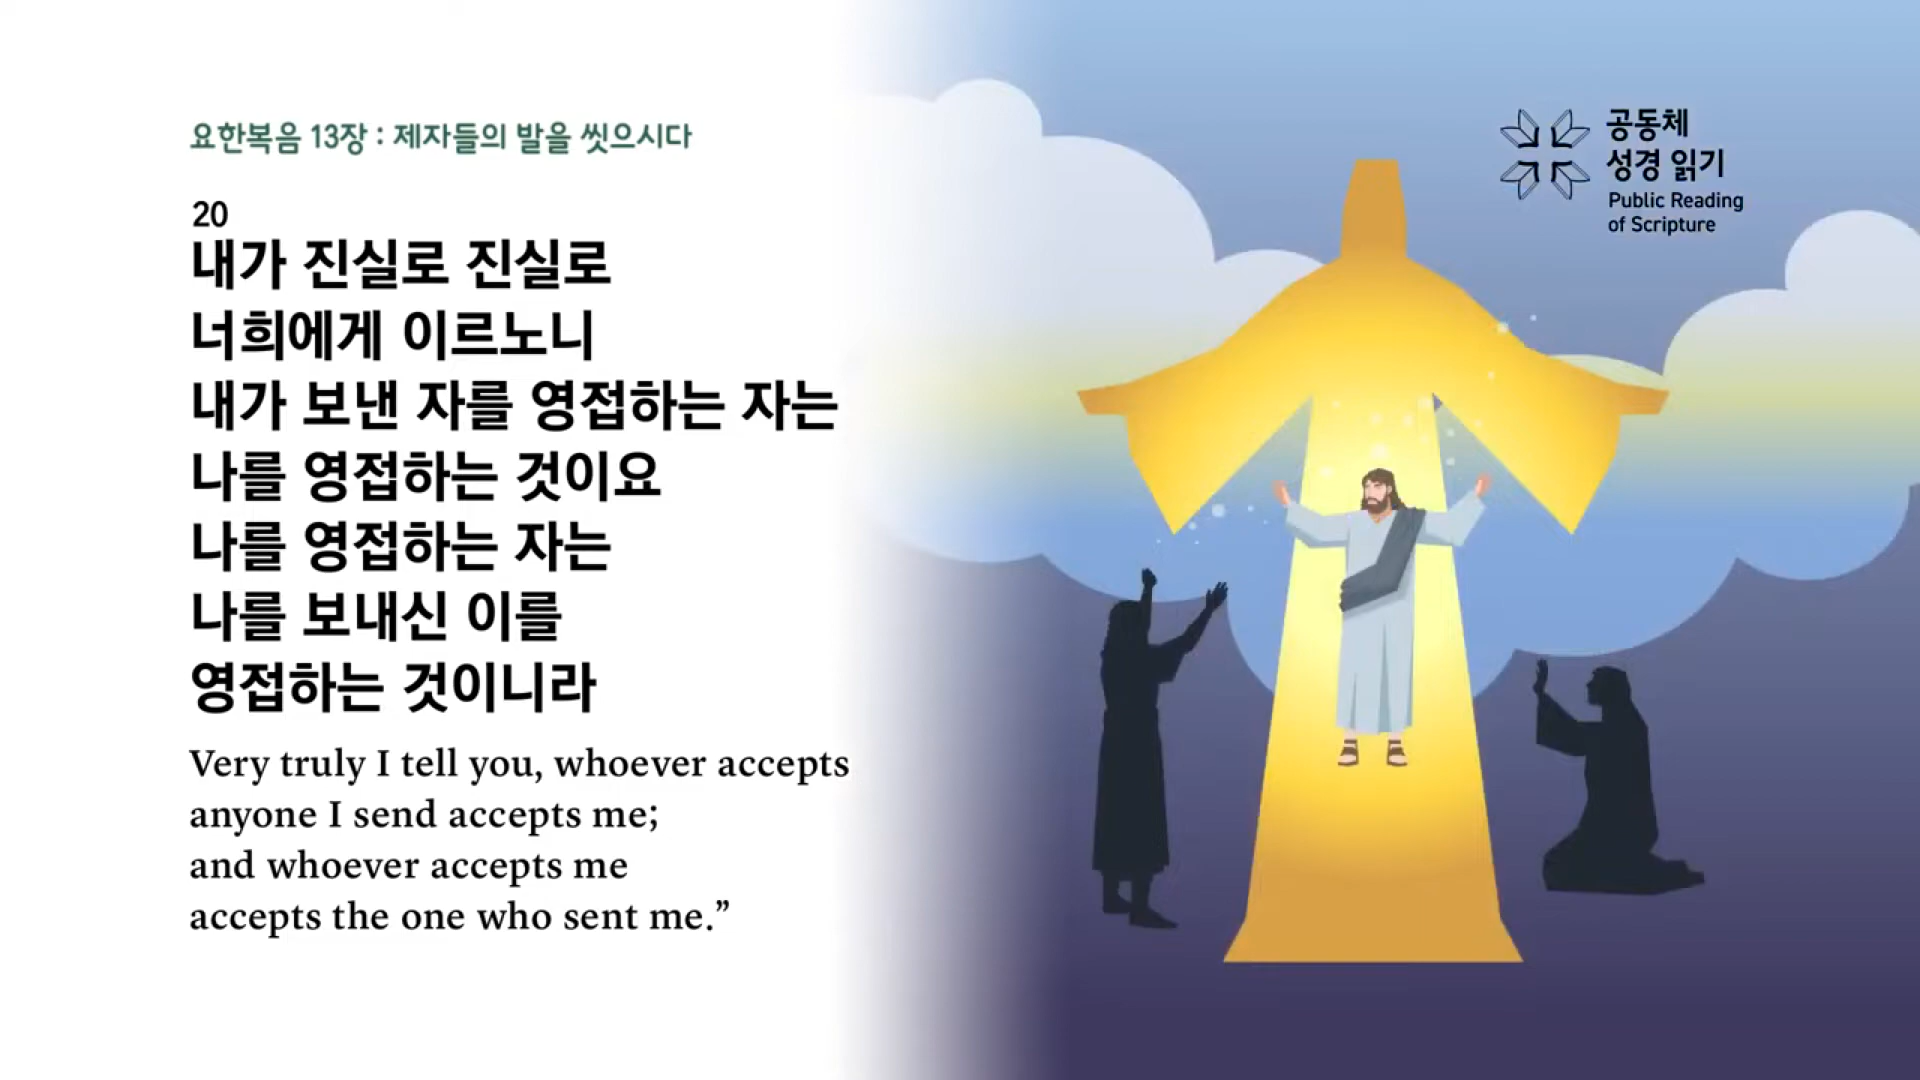 요한복음 13장 : 제자들의 발을 씻으시다
20
내가 진실로 진실로
너희에게 이르노니
내가 보낸 자를 영접하는 자는
나를 영접하는 것이요
나를 영접하는 자는
나를 보내신 이를
영접하는 것이니라
Very truly I tell you, whoever accepts
anyone I send accepts me;
and whoever accepts me
accepts the one who sent me.”
공동체
성경 읽기
Public Reading
of Scripture